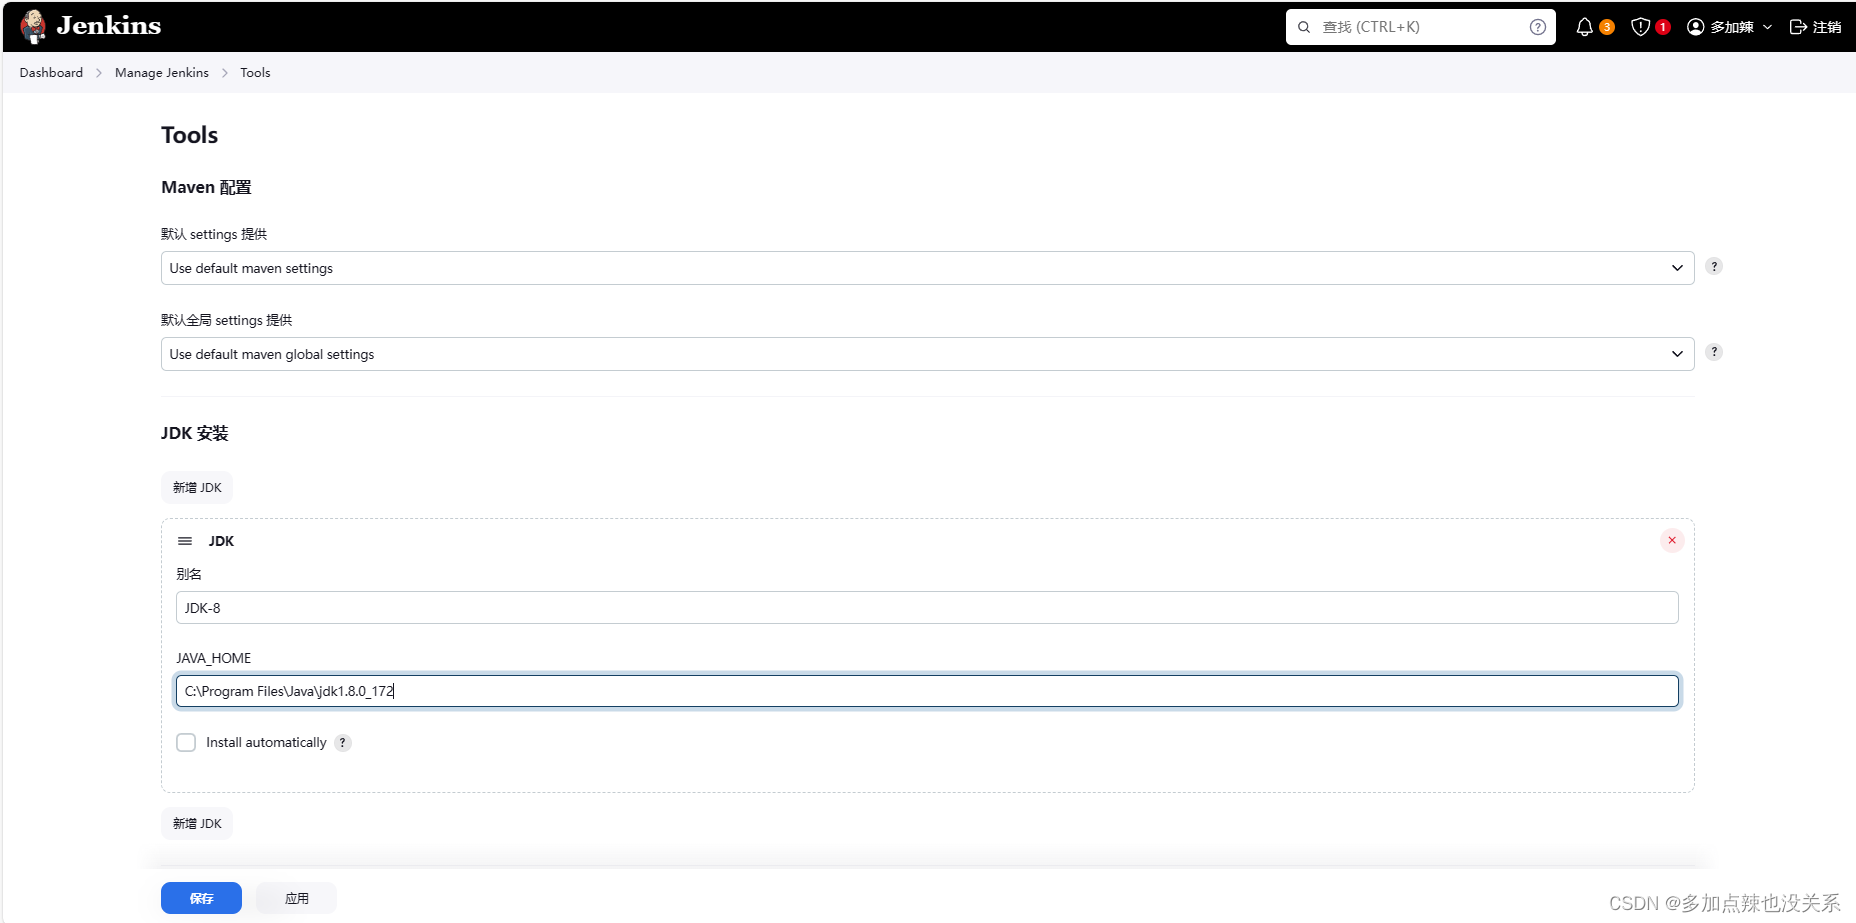 Jenkins
查找 (CTRL+K)
?
3
1
多加辣
注销
Dashboard
Manage Jenkins
Tools
Tools
Maven 配置
默认 settings 提供
Use default maven settings
?
默认全局 settings 提供
Use default maven global settings
?
JDK 安装
新增 JDK
JDK
别名
JDK-8
JAVA_HOME
C:\Program Files\Java\jdk1.8.0_172
Install automatically ?
新增 JDK
保存
应用
CSDN @多加点辣也没关系